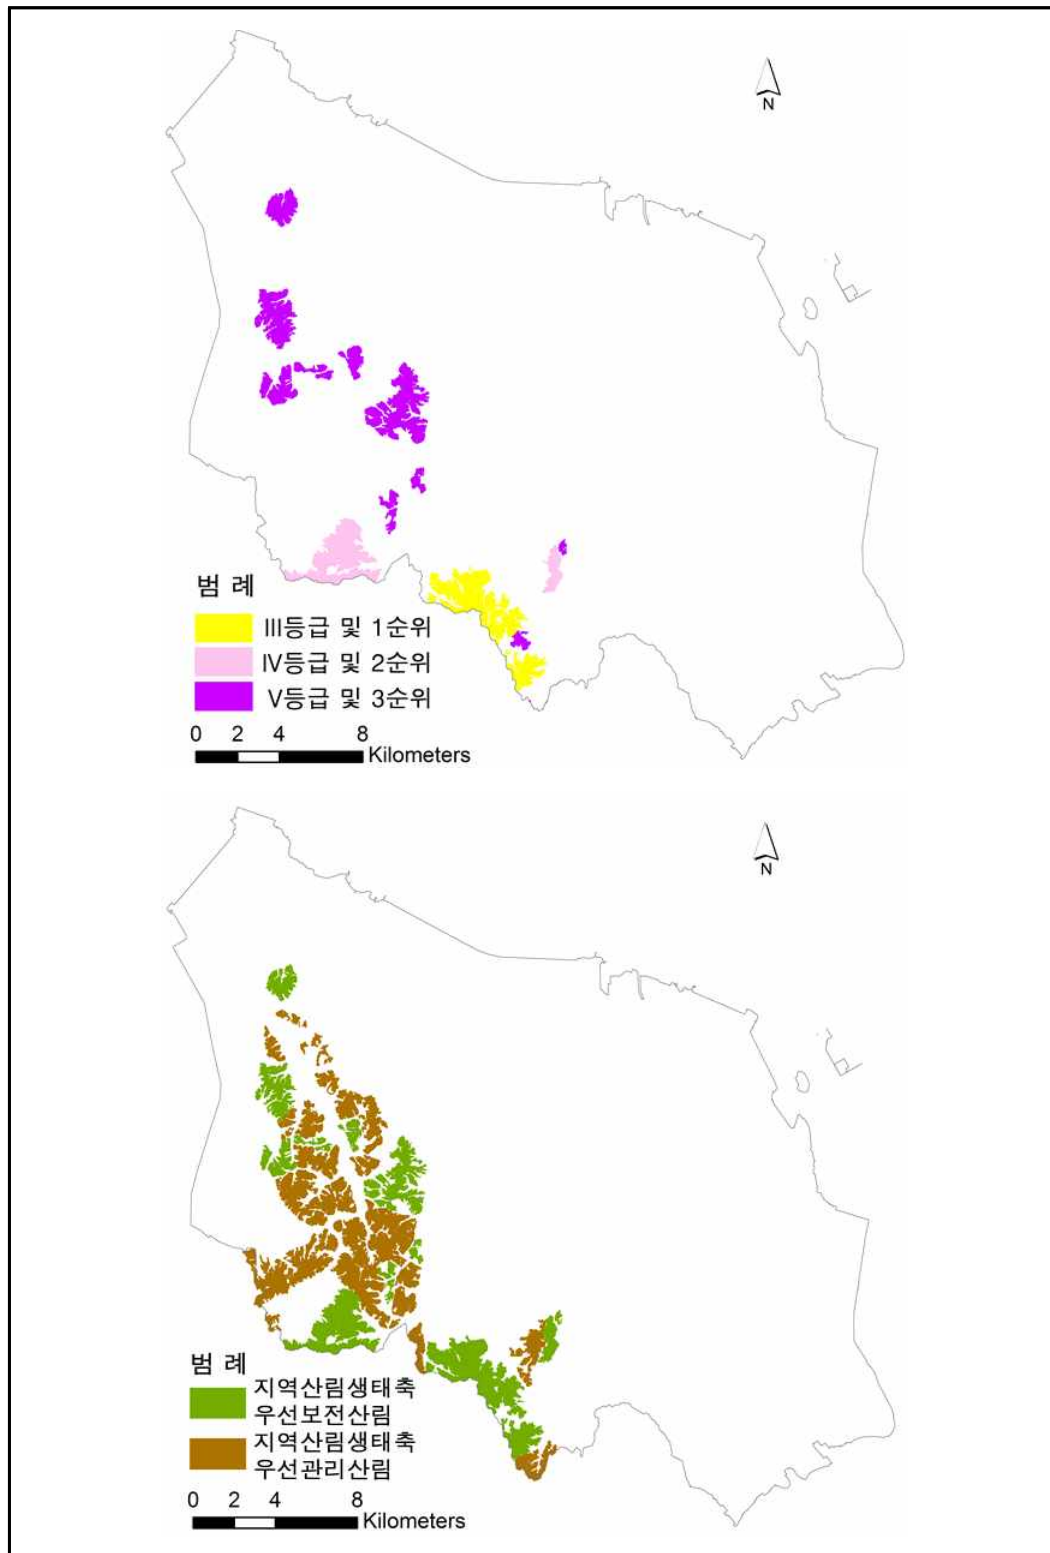 N
범 례
III등급 및 1순위
IV등급 및 2순위
V등급 및 3순위
0 2 4 8
Kilometers
N
범 례
지역산림생태축
우선보전산림
지역산림생태축
우선관리산림
0 2 4 8
Kilometers